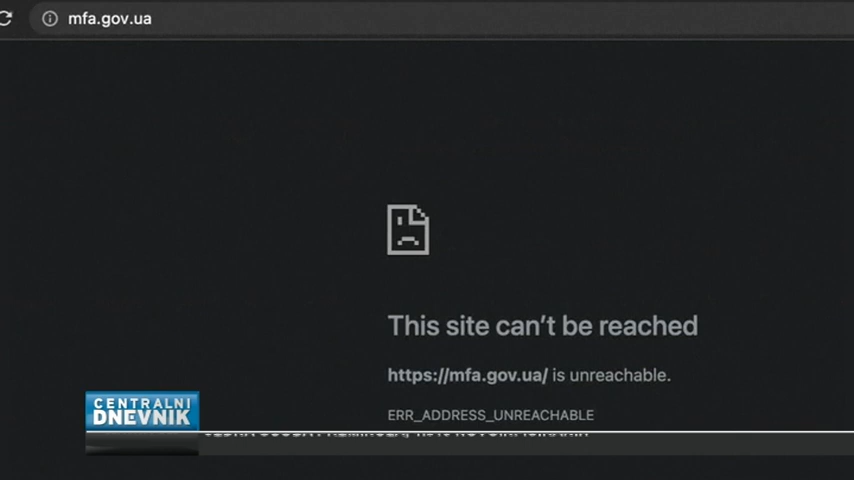 mfa.gov.ua
This site can't be reached
https://mfa.gov.ua/ is unreachable.
ERR_ADDRESS_UNREACHABLE
CENTRALNI
DNEVNIK